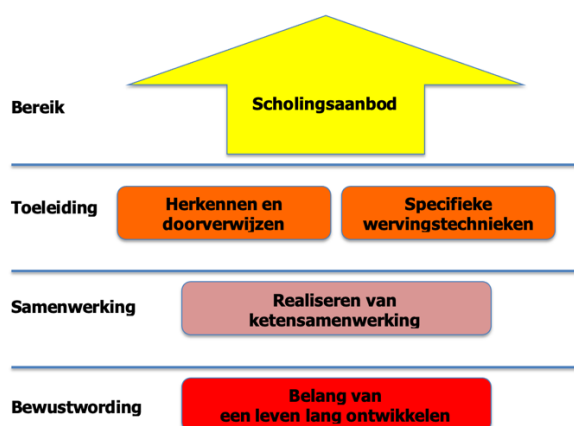 Bereik
Scholingsaanbod
Toeleiding
Herkennen en
doorverwijzen
Specifieke
wervingstechnieken
Samenwerking
Realiseren van
ketensamenwerking
Bewustwording
Belang van
een leven lang ontwikkelen